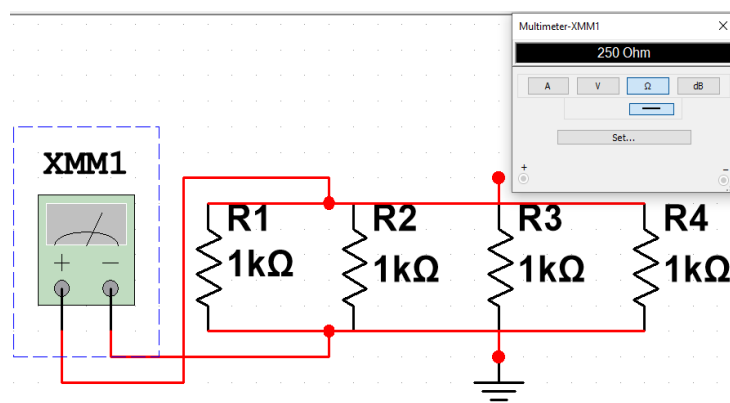 Multimeter-XMM1
250 Ohm
A V Ω dB
Set...
+ −
XMM1
+ −
R1 R2 R3 R4
1kΩ 1kΩ 1kΩ 1kΩ